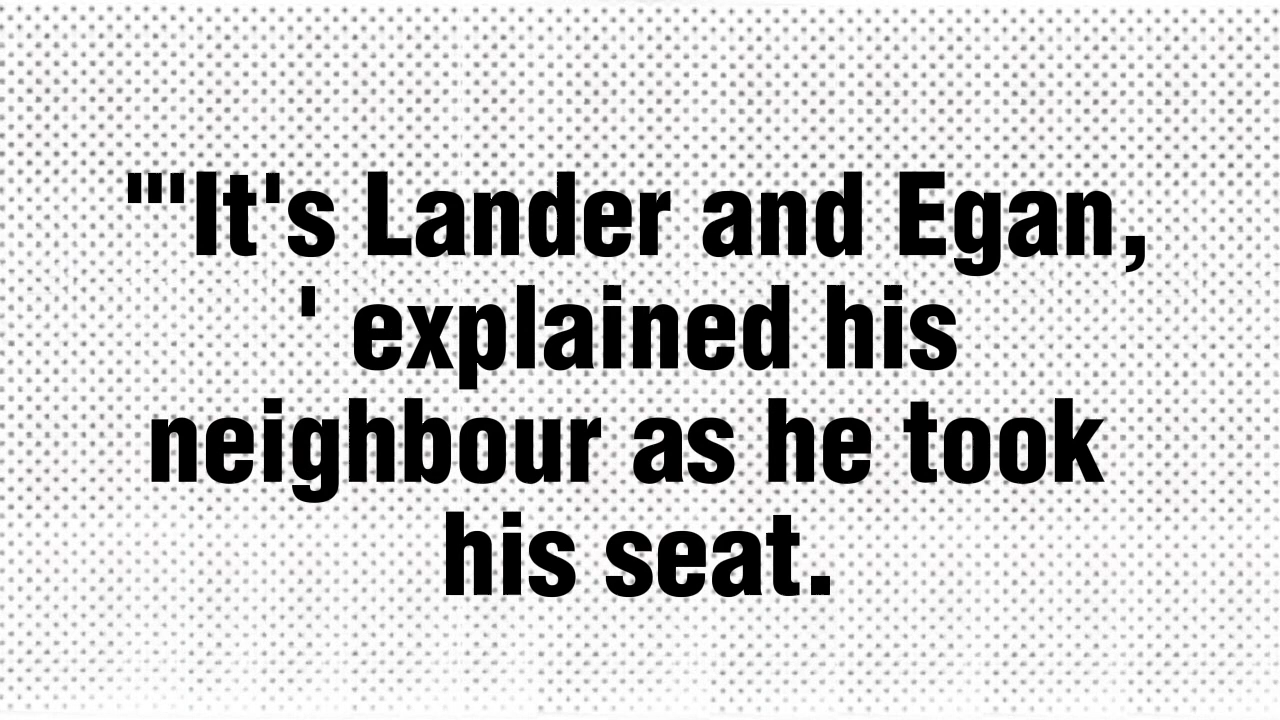 "'It's Lander and Egan,
' explained his
neighbour as he took
his seat.